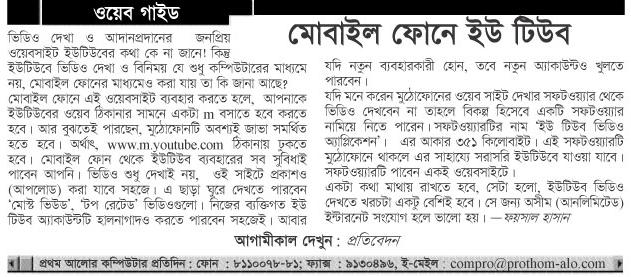 ওয়েব গাইড
মোবাইল ফোনে ইউ টিউব
ভিডিও দেখা ও আদানপ্রদানের জনপ্রিয়
ওয়েবসাইট ইউটিউবের কথা কে না জানে! কিন্তু
ইউটিউবে ভিডিও দেখা ও বিনিময় যে শুধু কম্পিউটারের মাধ্যমে
নয়, মোবাইল ফোনের মাধ্যমেও করা যায় তা কি জানা আছে?
মোবাইল ফোনে এই ওয়েবসাইট ব্যবহার করতে হলে, আপনাকে
ইউটিউবের ওয়েব ঠিকানার সামনে একটা m বসাতে হবে করতে
হবে। আর বুঝতেই পারছেন, মুঠোফোনটি অবশ্যই জাভা সমর্থিত
হতে হবে। অর্থাৎ, www.m.youtube.com ঠিকানায় ঢুকতে
হবে। মোবাইল ফোন থেকে ইউটিউব ব্যবহারের সব সুবিধাই
পাবেন আপনি। ভিডিও শুধু দেখাই নয়, ওই সাইটে প্রকাশও
(আপলোড) করা যাবে সহজে। এ ছাড়া ঘুরে দেখতে পারবেন
'মোস্ট ভিউড', 'টপ রেটেড' ভিডিওগুলো। নিজের ব্যক্তিগত ইউ
টিউব অ্যাকাউন্টটি হালনাগাদও করতে পারবেন সহজেই। আবার
যদি নতুন ব্যবহারকারী হোন, তবে নতুন অ্যাকাউন্টও খুলতে
পারবেন।
যদি মনে করেন মুঠোফোনের ওয়েব সাইট দেখার সফটওয়্যার থেকে
ভিডিও দেখবেন না তাহলে বিকল্প হিসেবে একটি সফটওয়্যার
নামিয়ে নিতে পারেন। সফটওয়্যারটির নাম 'ইউ টিউব ভিডিও
অ্যাপ্লিকেশন'। এর আকার ৩৫১ কিলোবাইট। এই সফটওয়্যারটি
মুঠোফোনে থাকলে এর সাহায্যে সরাসরি ইউটিউবে যাওয়া যাবে।
সফটওয়্যারটি পাবেন একই ওয়েবসাইটে।
একটা কথা মাথায় রাখতে হবে, সেটা হলো, ইউটিউবে ভিডিও
দেখতে খরচটা একটু বেশিই হবে। সে জন্য অসীম (আনলিমিটেড)
ইন্টারনেট সংযোগ হলে ভালো হয়। —ফয়সাল হাসান
আগামীকাল দেখুন : প্রতিবেদন
প্রথম আলোর কম্পিউটার প্রতিদিন : ফোন : ৮১১০০৭৮-৮১; ফ্যাক্স : ৯১৩০৪৯৬, ই-মেইল : compro@prothom-alo.com